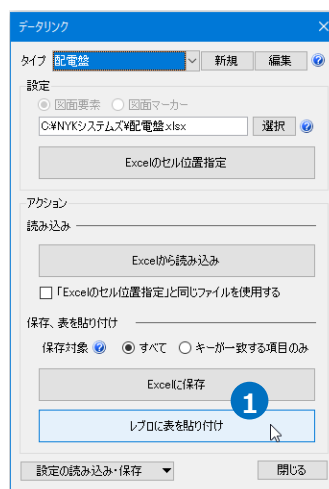 データリンク
タイプ 配電盤 新規 編集
設定
図面要素 図面マーカー
C:¥NYKシステムズ¥配電盤.xlsx 選択
Excelのセル位置指定
アクション
読み込み
Excelから読み込み
「Excelのセル位置指定」と同じファイルを使用する
保存、表を貼り付け
保存対象 すべて キーが一致する項目のみ
Excelに保存
1
レブロに表を貼り付け
設定の読み込み・保存 閉じる